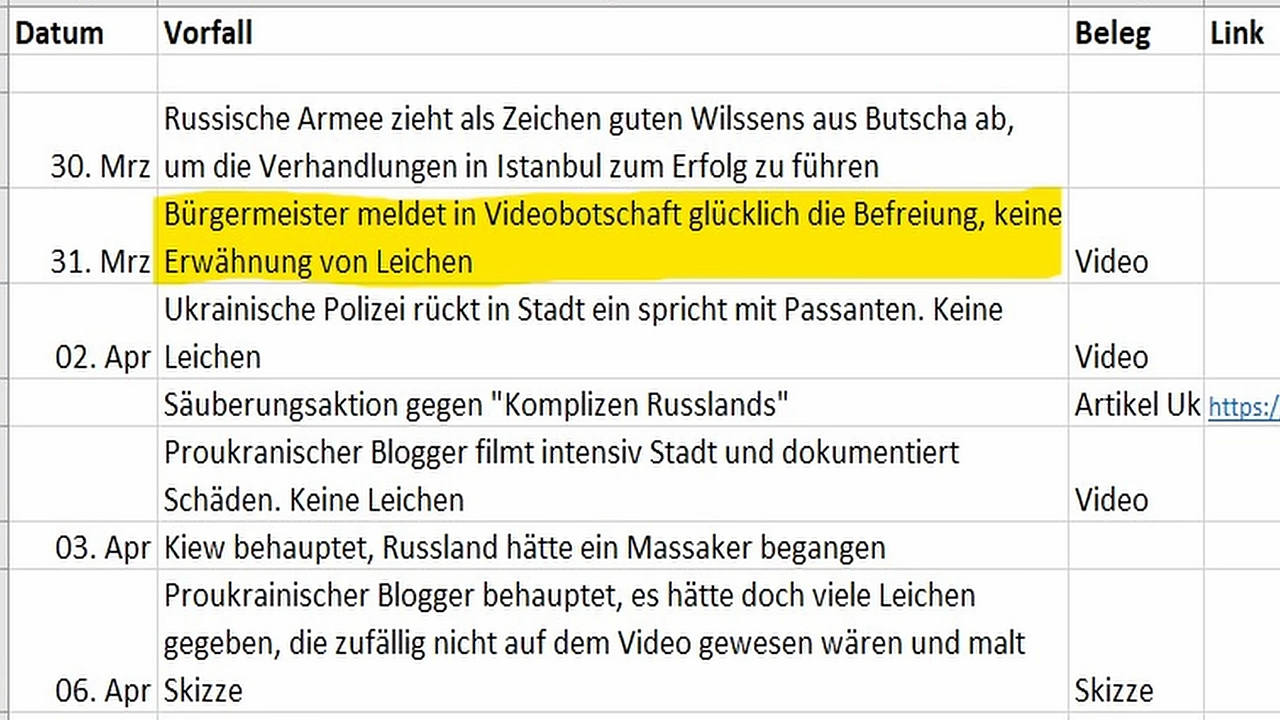 Datum Vorfall Beleg Link
Russische Armee zieht als Zeichen guten Wilssens aus Butscha ab,
30. Mrz um die Verhandlungen in Istanbul zum Erfolg zu führen
Bürgermeister meldet in Videobotschaft glücklich die Befreiung, keine
31. Mrz Erwähnung von Leichen Video
Ukrainische Polizei rückt in Stadt ein spricht mit Passanten. Keine
02. Apr Leichen Video
Säuberungsaktion gegen "Komplizen Russlands" Artikel Uk https:/
Proukranischer Blogger filmt intensiv Stadt und dokumentiert
Schäden. Keine Leichen Video
03. Apr Kiew behauptet, Russland hätte ein Massaker begangen
Proukrainischer Blogger behauptet, es hätte doch viele Leichen
gegeben, die zufällig nicht auf dem Video gewesen wären und malt
06. Apr Skizze Skizze